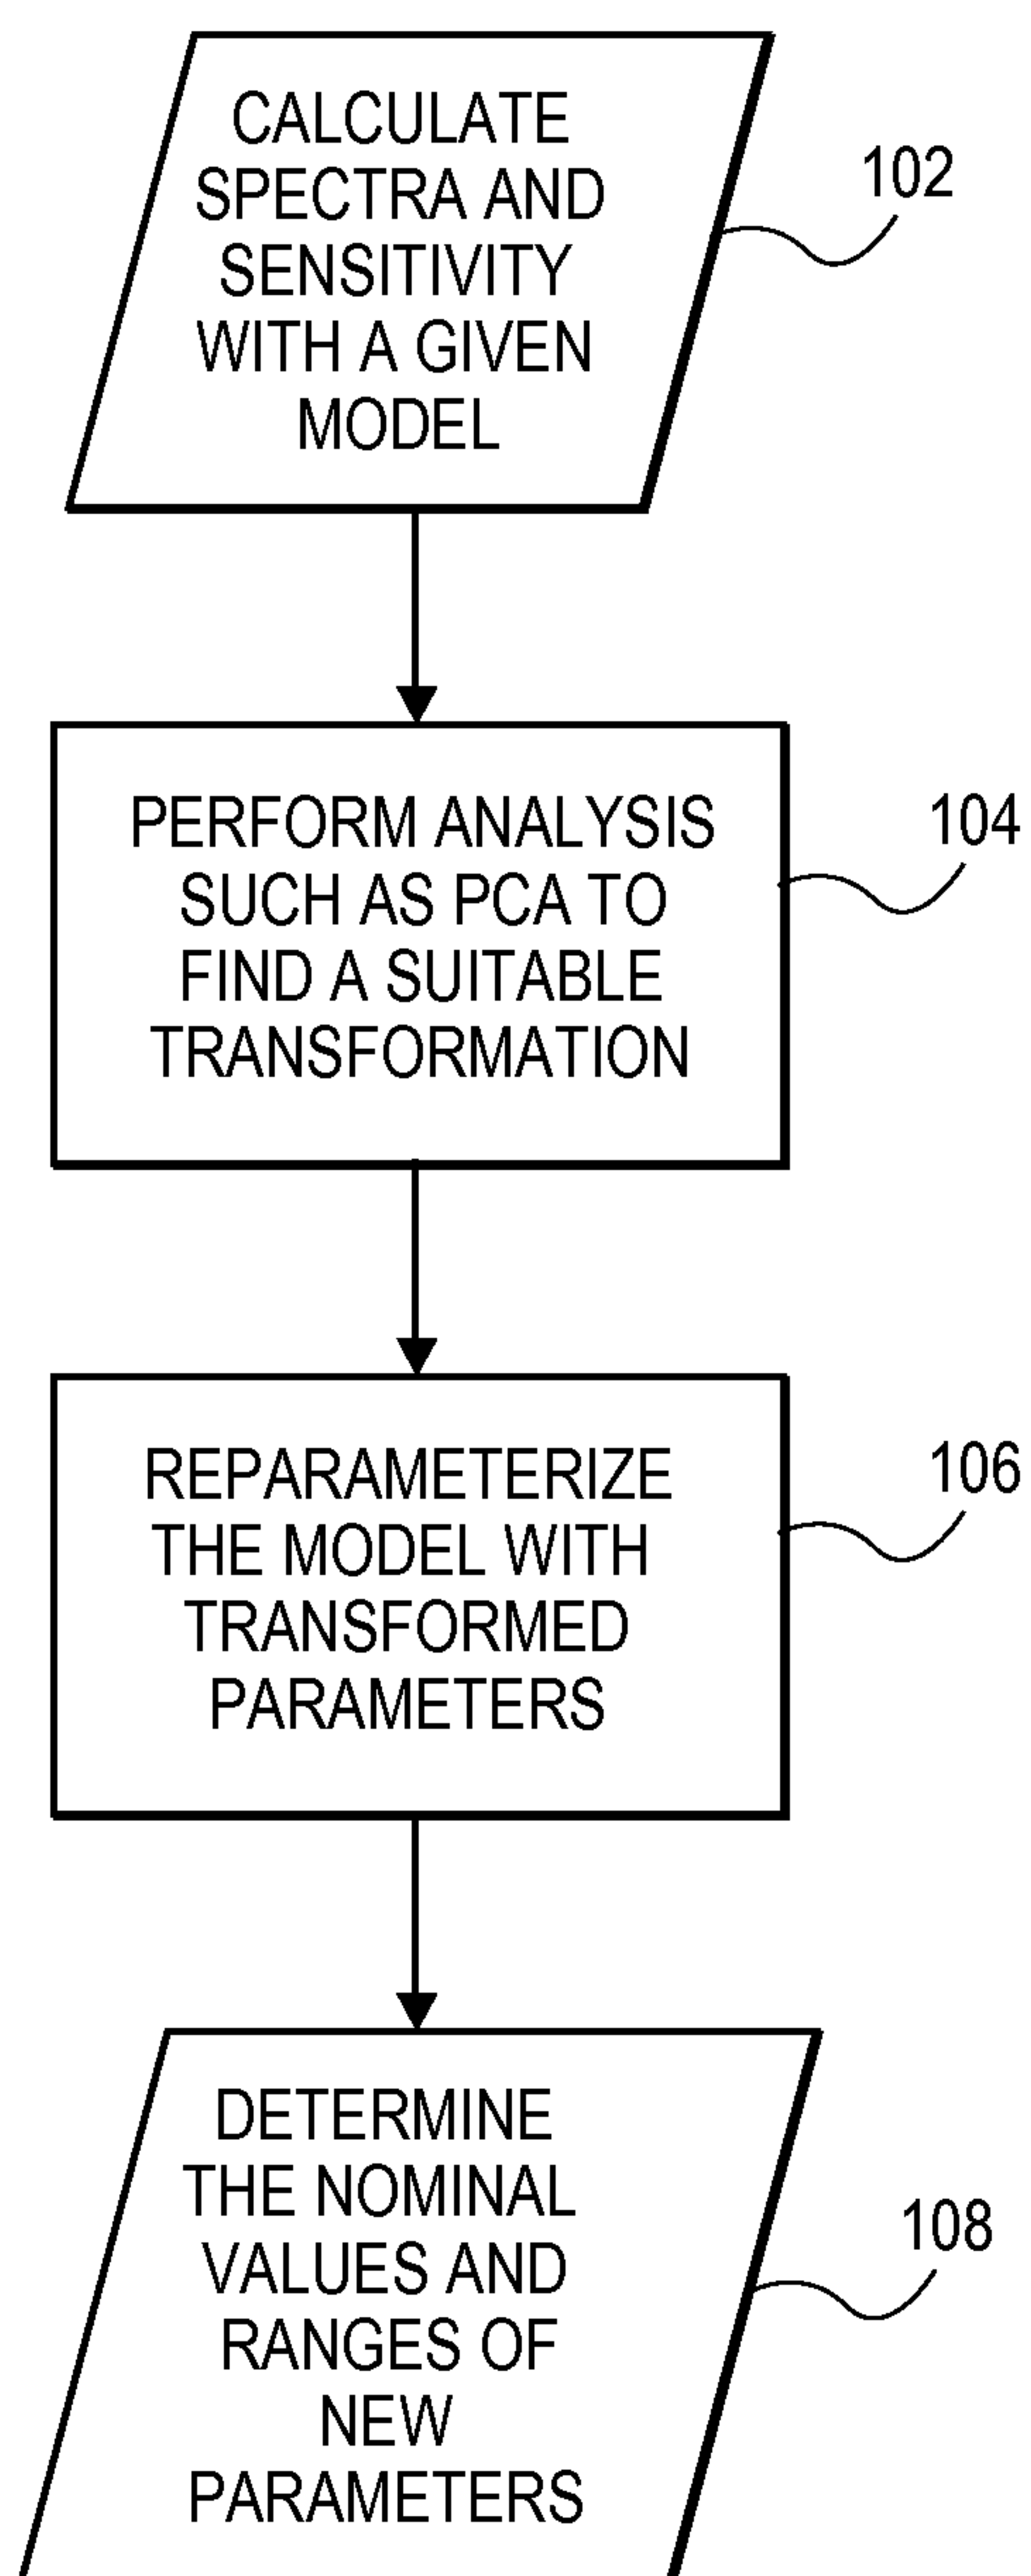 CALCULATE
SPECTRA AND
SENSITIVITY
WITH A GIVEN
MODEL
102
PERFORM ANALYSIS
SUCH AS PCA TO
FIND A SUITABLE
TRANSFORMATION
104
REPARAMETERIZE
THE MODEL WITH
TRANSFORMED
PARAMETERS
106
DETERMINE
THE NOMINAL
VALUES AND
RANGES OF
NEW
PARAMETERS
108